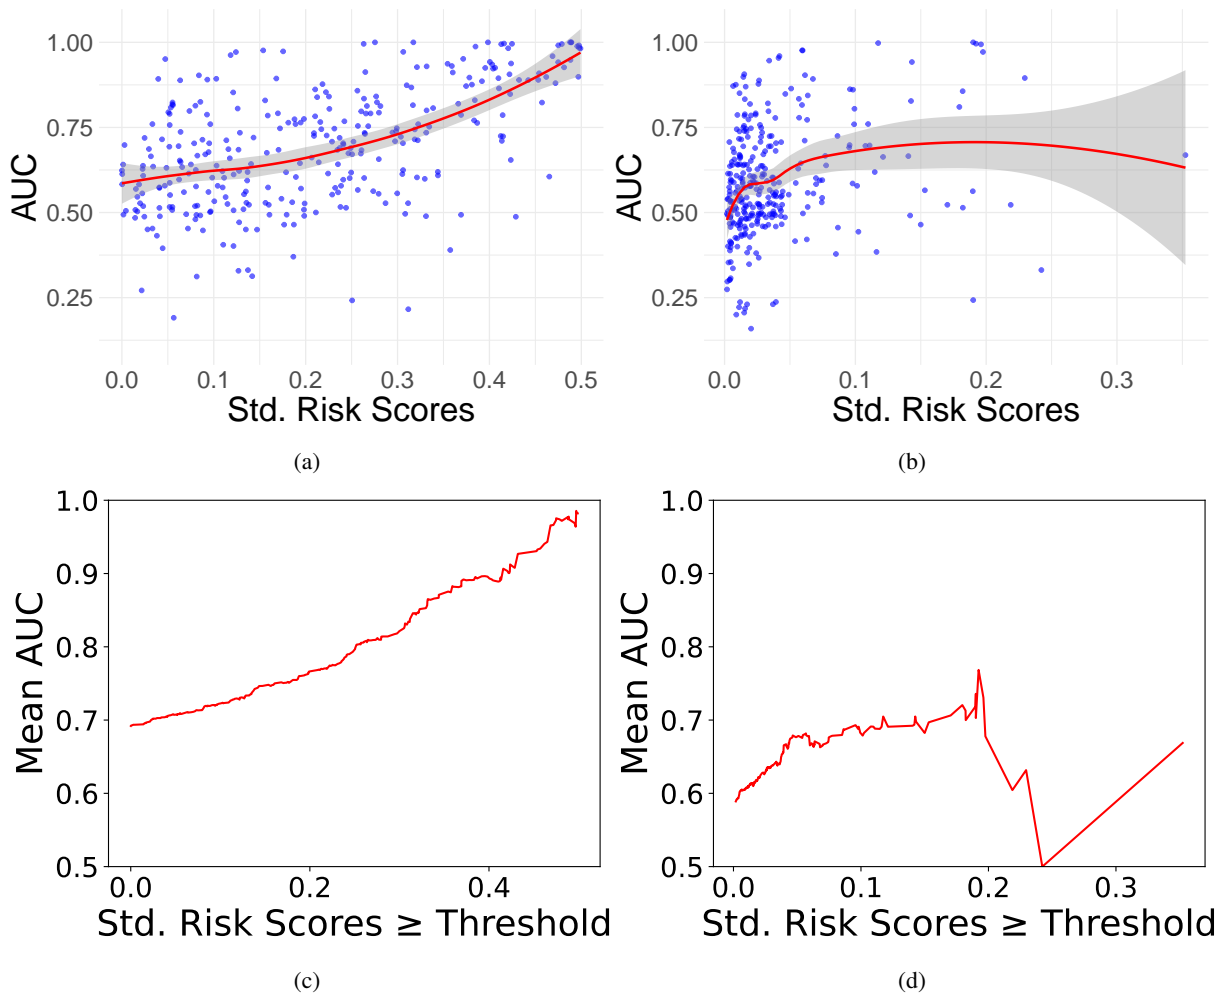 1.00
0.75
0.50
0.25
AUC
0.0 0.1 0.2 0.3 0.4 0.5
Std. Risk Scores
(a)
1.00
0.75
0.50
0.25
AUC
0.0 0.1 0.2 0.3
Std. Risk Scores
(b)
1.0
0.9
0.8
0.7
0.6
0.5
Mean AUC
0.0 0.2 0.4
Std. Risk Scores ≥ Threshold
(c)
1.0
0.9
0.8
0.7
0.6
0.5
Mean AUC
0.0 0.1 0.2 0.3
Std. Risk Scores ≥ Threshold
(d)